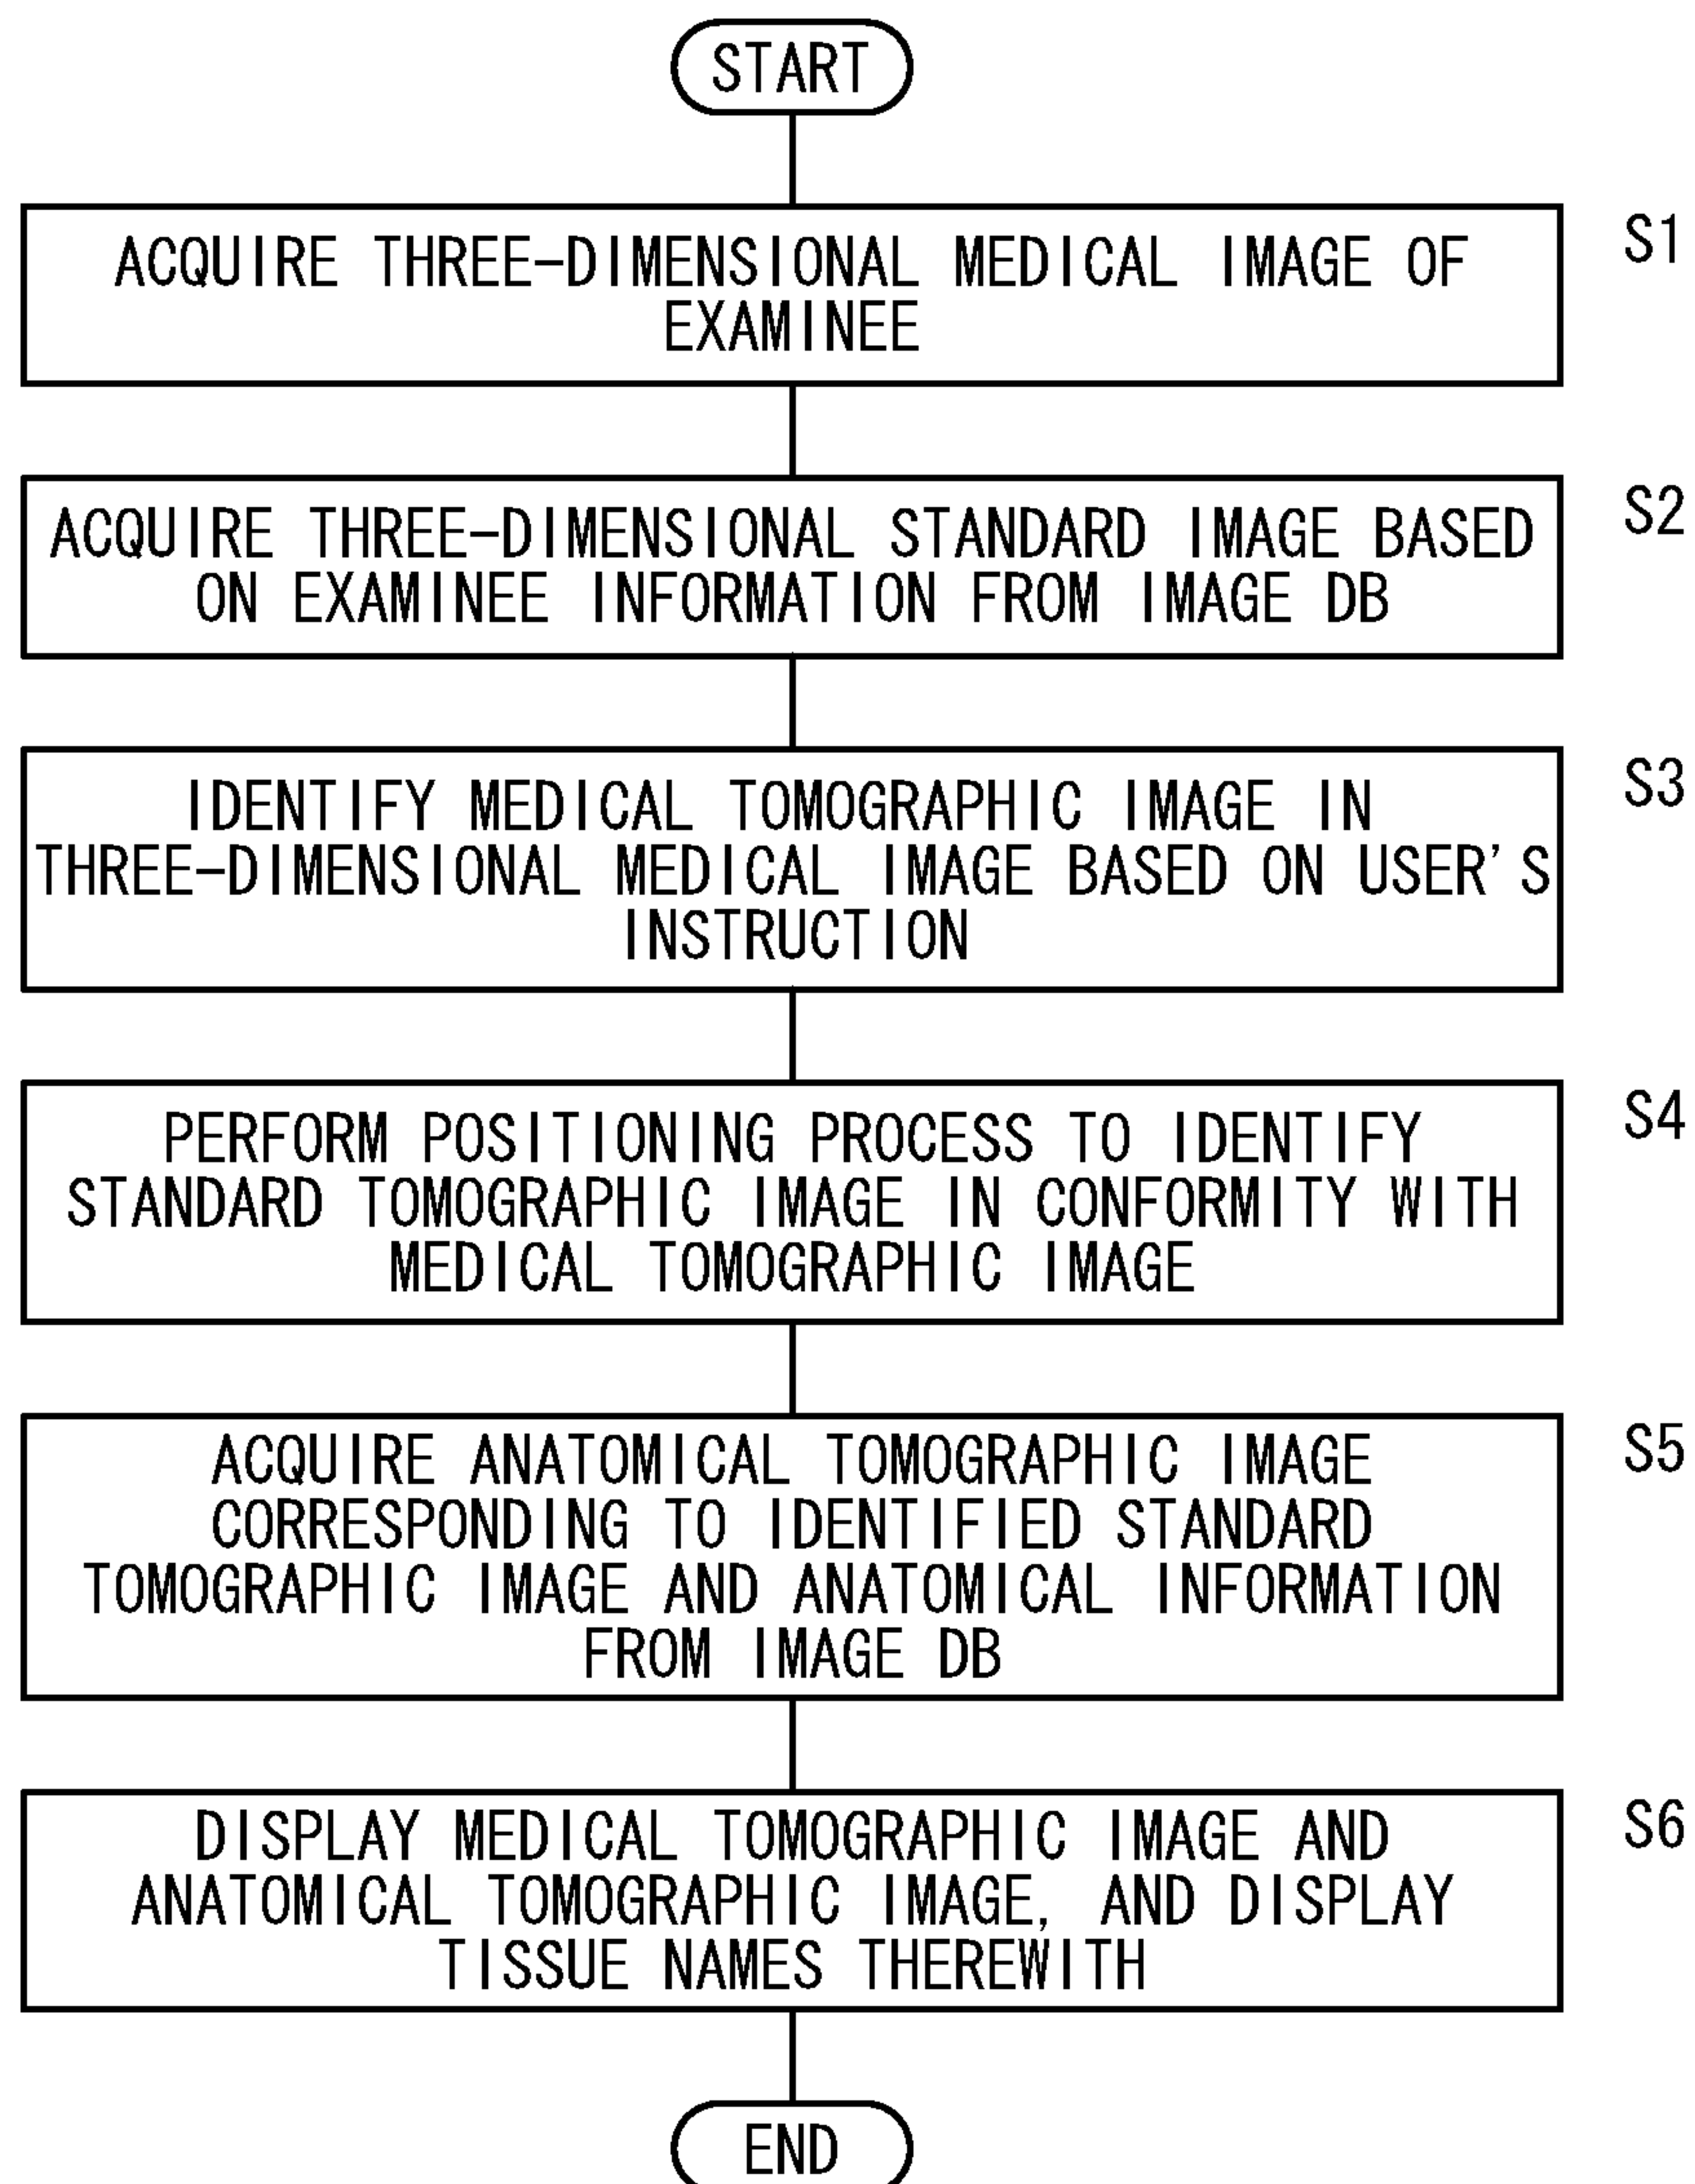 START
S1
ACQUIRE THREE-DIMENSIONAL MEDICAL IMAGE OF
EXAMINEE
S2
ACQUIRE THREE-DIMENSIONAL STANDARD IMAGE BASED
ON EXAMINEE INFORMATION FROM IMAGE DB
S3
IDENTIFY MEDICAL TOMOGRAPHIC IMAGE IN
THREE-DIMENSIONAL MEDICAL IMAGE BASED ON USER'S
INSTRUCTION
S4
PERFORM POSITIONING PROCESS TO IDENTIFY
STANDARD TOMOGRAPHIC IMAGE IN CONFORMITY WITH
MEDICAL TOMOGRAPHIC IMAGE
S5
ACQUIRE ANATOMICAL TOMOGRAPHIC IMAGE
CORRESPONDING TO IDENTIFIED STANDARD
TOMOGRAPHIC IMAGE AND ANATOMICAL INFORMATION
FROM IMAGE DB
S6
DISPLAY MEDICAL TOMOGRAPHIC IMAGE AND
ANATOMICAL TOMOGRAPHIC IMAGE, AND DISPLAY
TISSUE NAMES THEREWITH
END